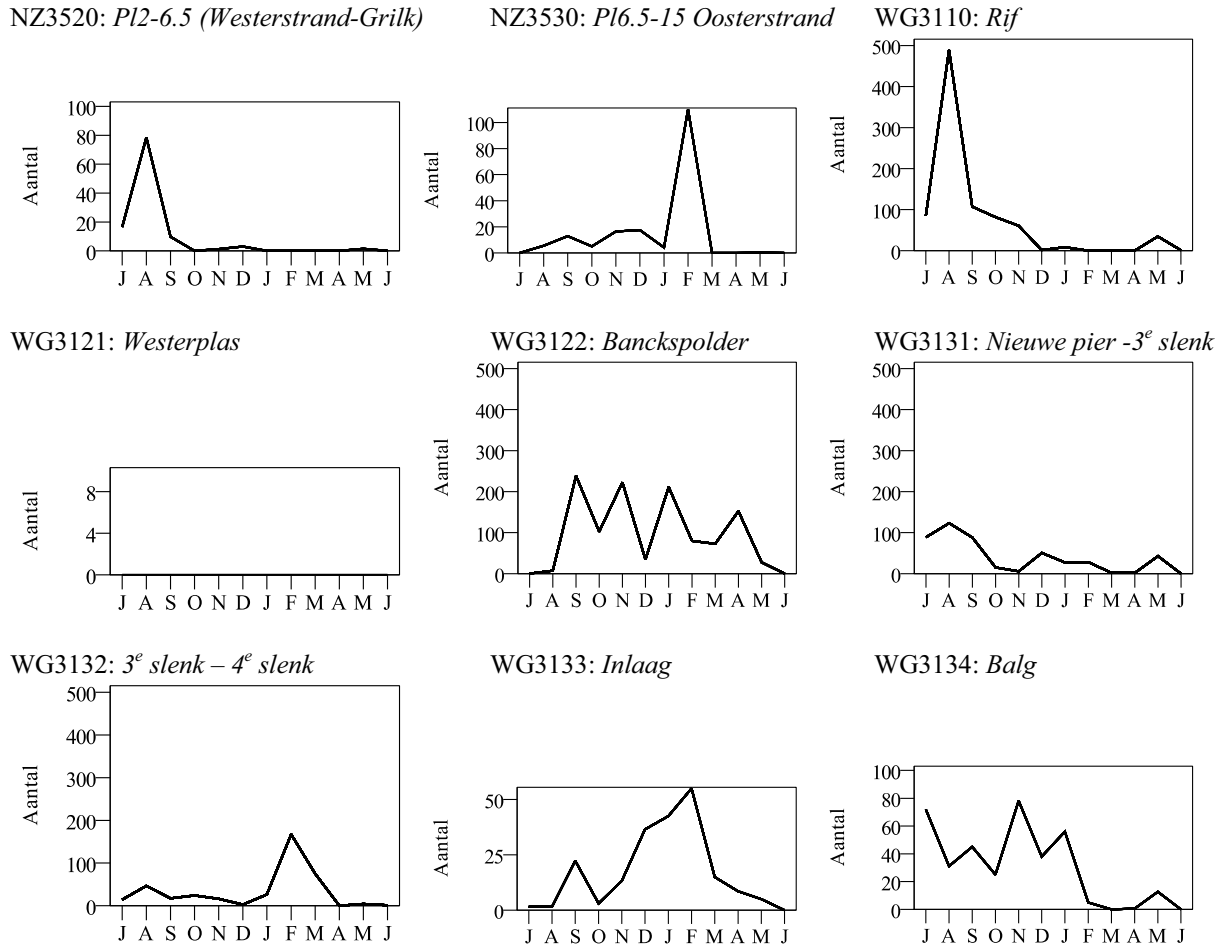 NZ3520: Pl2-6.5 (Westerstrand-Grilk)
Aantal
100
80
60
40
20
0
J A S O N D J F M A M J
NZ3530: Pl6.5-15 Oosterstrand
Aantal
100
80
60
40
20
0
J A S O N D J F M A M J
WG3110: Rif
Aantal
500
400
300
200
100
0
J A S O N D J F M A M J
WG3121: Westerplas
Aantal
8
4
0
J A S O N D J F M A M J
WG3122: Banckspolder
Aantal
500
400
300
200
100
0
J A S O N D J F M A M J
WG3131: Nieuwe pier -3e slenk
Aantal
500
400
300
200
100
0
J A S O N D J F M A M J
WG3132: 3e slenk – 4e slenk
Aantal
500
400
300
200
100
0
J A S O N D J F M A M J
WG3133: Inlaag
Aantal
50
25
0
J A S O N D J F M A M J
WG3134: Balg
Aantal
100
80
60
40
20
0
J A S O N D J F M A M J